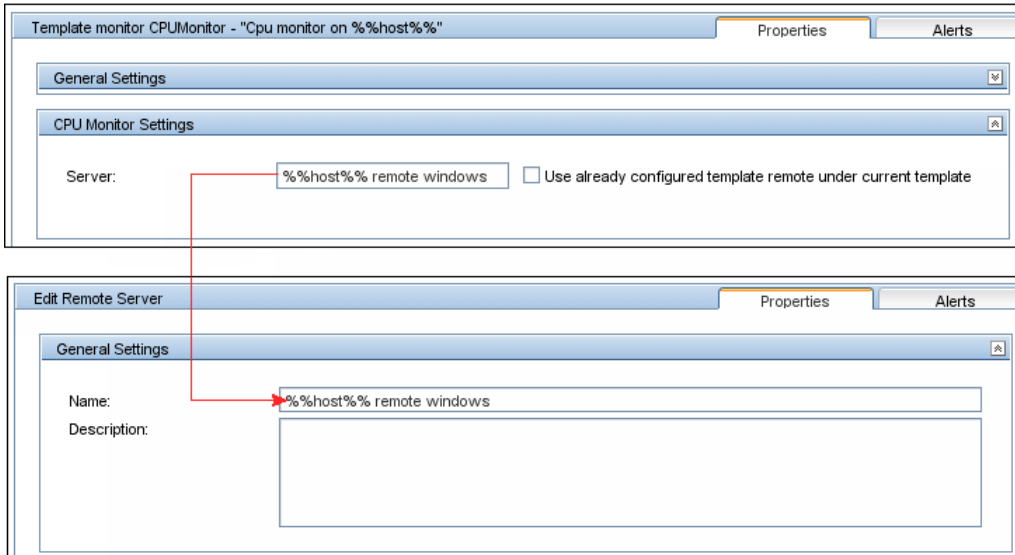 Template monitor CPUMonitor - "Cpu monitor on %%host%%"
Properties
Alerts
General Settings
CPU Monitor Settings
Server:
%%host%% remote windows
Use already configured template remote under current template
Edit Remote Server
Properties
Alerts
General Settings
Name:
%%host%% remote windows
Description: